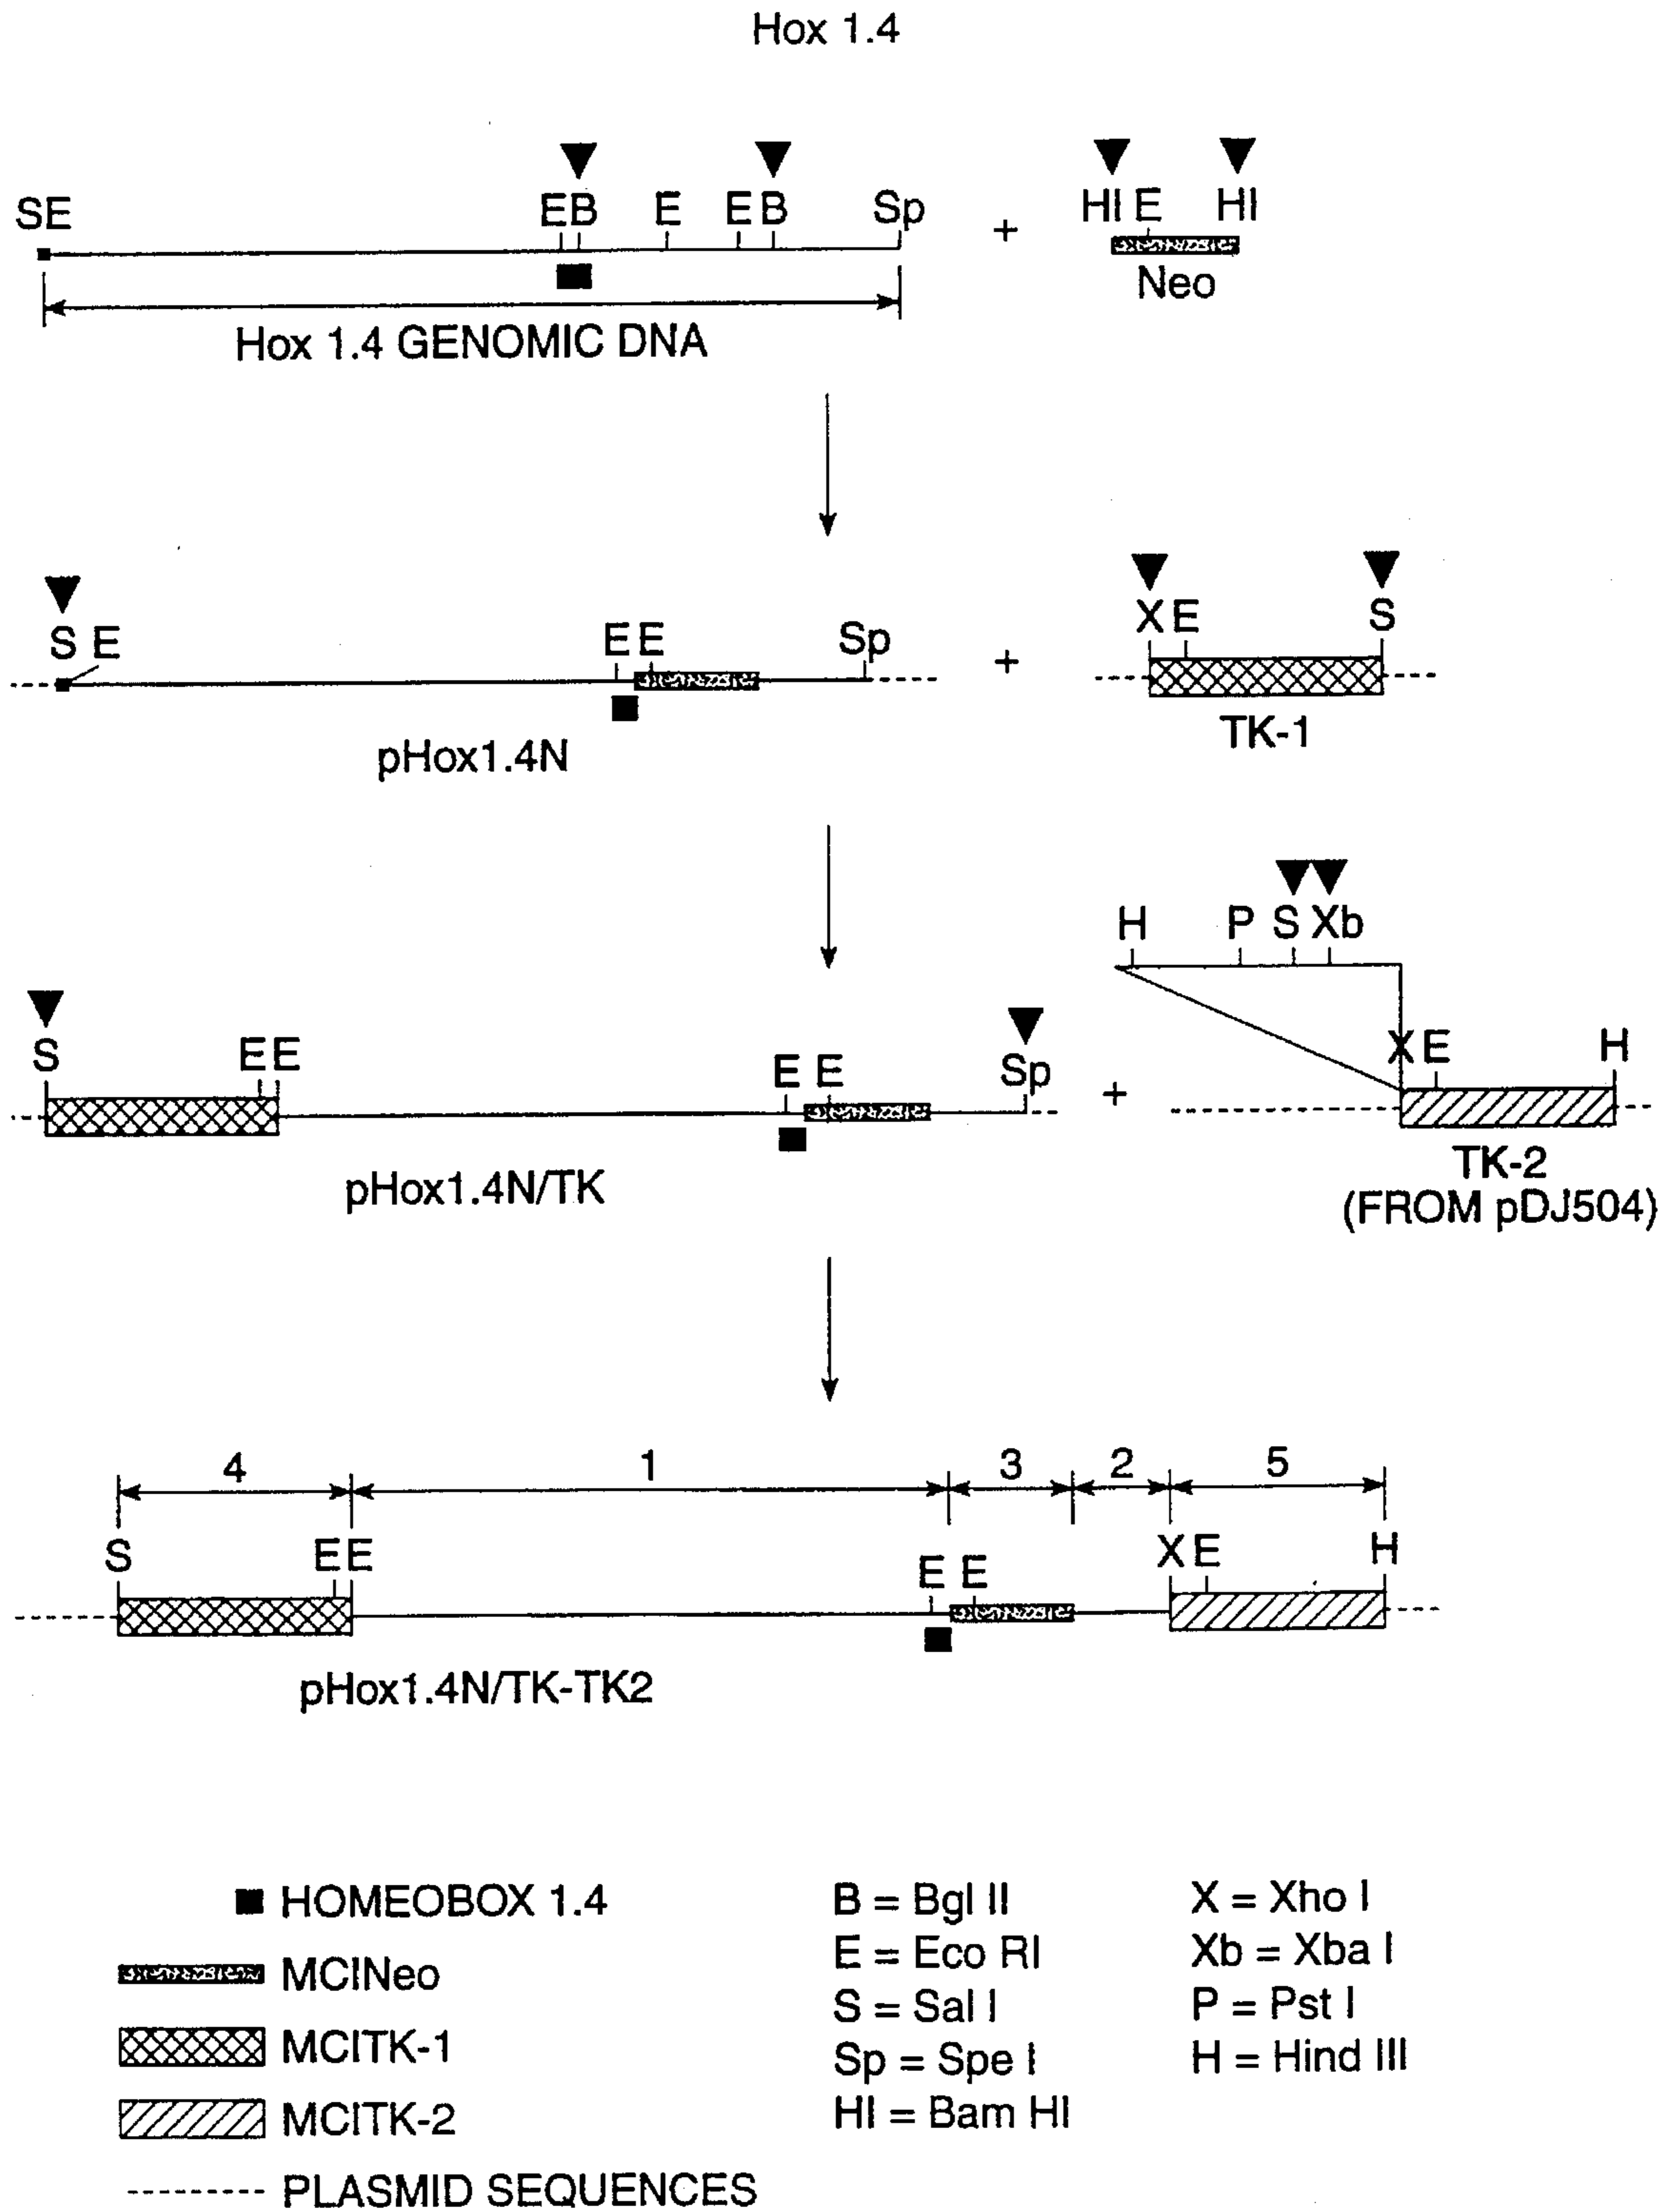 Hox 1.4
SE EB E EB Sp + HI E HI
Neo
Hox 1.4 GENOMIC DNA
S E E E Sp + X E S
pHox1.4N
TK-1
H P S Xb
S E E E E Sp + X E H
pHox1.4N/TK
TK-2
(FROM pDJ504)
4 1 3 2 5
S E E E E X E H
pHox1.4N/TK-TK2
HOMEOBOX 1.4
MCINeo
MCITK-1
MCITK-2
PLASMID SEQUENCES
B = Bgl II
E = Eco RI
S = Sal I
Sp = Spe I
HI = Bam HI
X = Xho I
Xb = Xba I
P = Pst I
H = Hind III